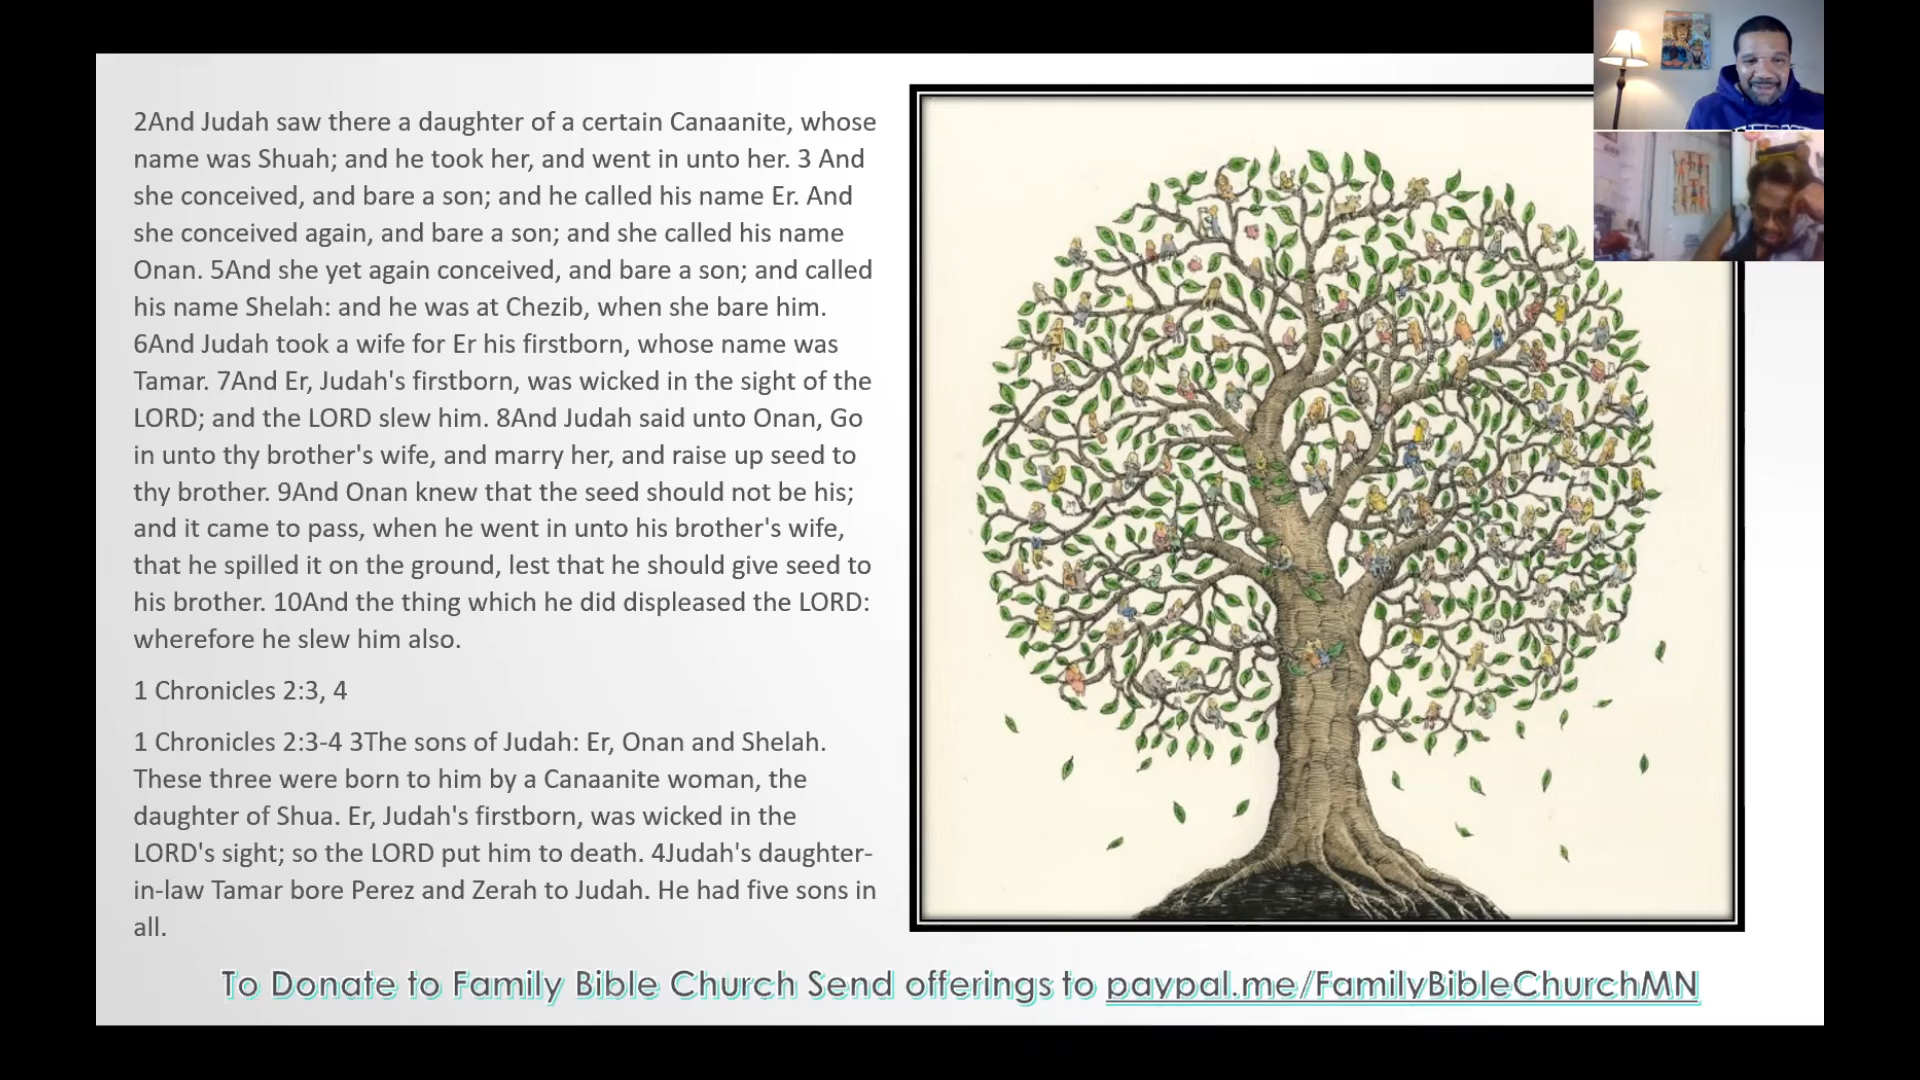 2And Judah saw there a daughter of a certain Canaanite, whose
name was Shuah; and he took her, and went in unto her. 3 And
she conceived, and bare a son; and he called his name Er. And
she conceived again, and bare a son; and she called his name
Onan. 5And she yet again conceived, and bare a son; and called
his name Shelah: and he was at Chezib, when she bare him.
6And Judah took a wife for Er his firstborn, whose name was
Tamar. 7And Er, Judah's firstborn, was wicked in the sight of the
LORD; and the LORD slew him. 8And Judah said unto Onan, Go
in unto thy brother's wife, and marry her, and raise up seed to
thy brother. 9And Onan knew that the seed should not be his;
and it came to pass, when he went in unto his brother's wife,
that he spilled it on the ground, lest that he should give seed to
his brother. 10And the thing which he did displeased the LORD:
wherefore he slew him also.
1 Chronicles 2:3, 4
1 Chronicles 2:3-4 3The sons of Judah: Er, Onan and Shelah.
These three were born to him by a Canaanite woman, the
daughter of Shua. Er, Judah's firstborn, was wicked in the
LORD's sight; so the LORD put him to death. 4Judah's daughter-
in-law Tamar bore Perez and Zerah to Judah. He had five sons in
all.
To Donate to Family Bible Church Send offerings to paypal.me/FamilyBibleChurchMN